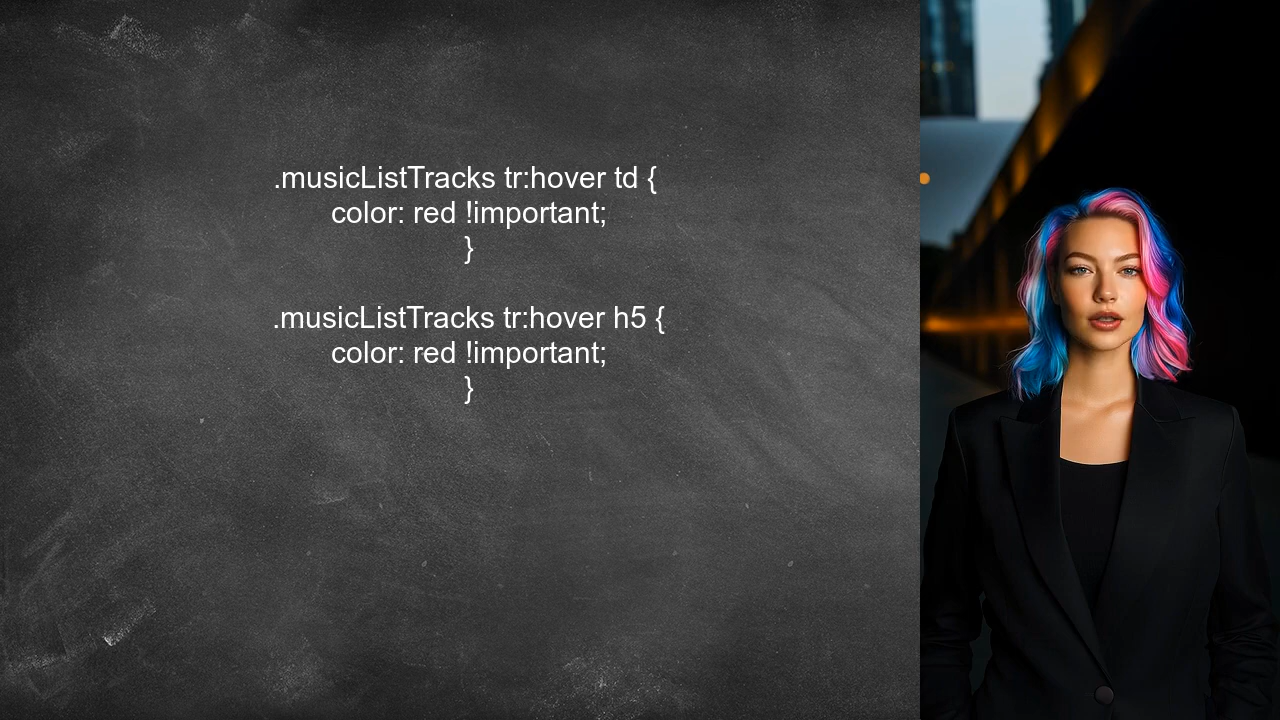 .musicListTracks tr:hover td {
color: red !important;
}
.musicListTracks tr:hover h5 {
color: red !important;
}